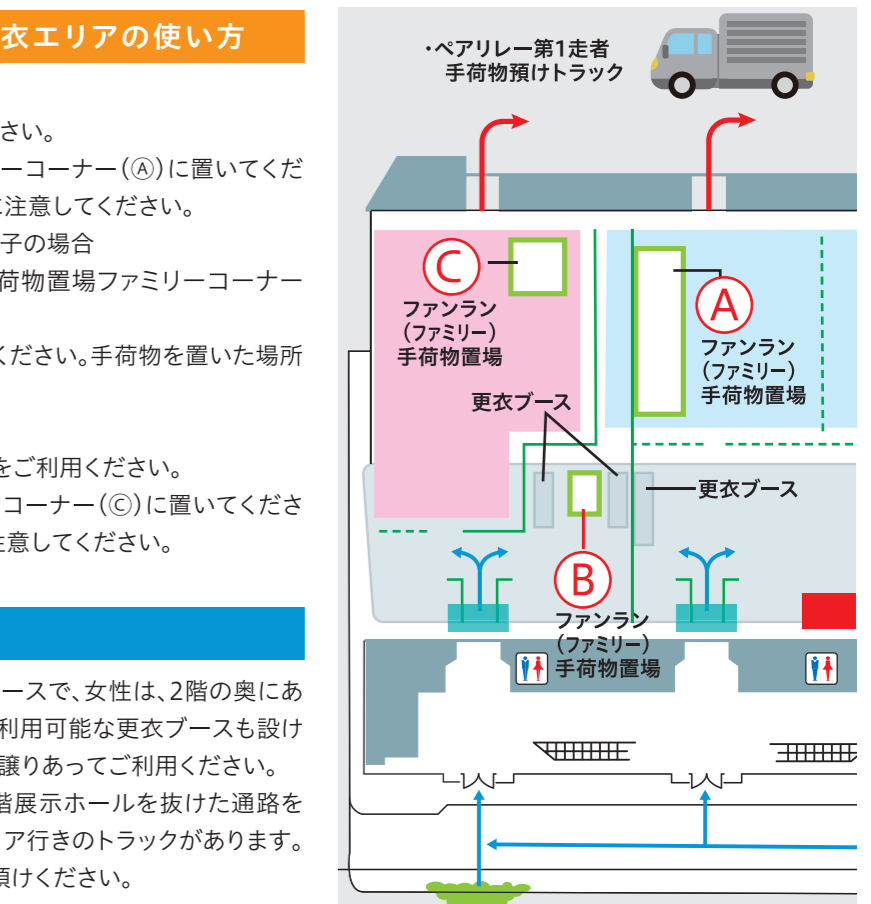 衣エリアの使い方
さい。
ーコーナー(Ⓐ)に置いてくだ
注意してください。
子の場合
荷物置場ファミリーコーナー
ください。手荷物を置いた場所
をご利用ください。
コーナー(Ⓒ)に置いてくださ
注意してください。
ースで、女性は、2階の奥にあ
利用可能な更衣ブースも設け
譲りあってご利用ください。
階展示ホールを抜けた通路を
ア行きのトラックがあります。
預けください。
・ペアリレー第1走者
手荷物預けトラック
C
ファンラン
(ファミリー)
手荷物置場
A
ファンラン
(ファミリー)
手荷物置場
更衣ブース
更衣ブース
B
ファンラン
(ファミリー)
手荷物置場